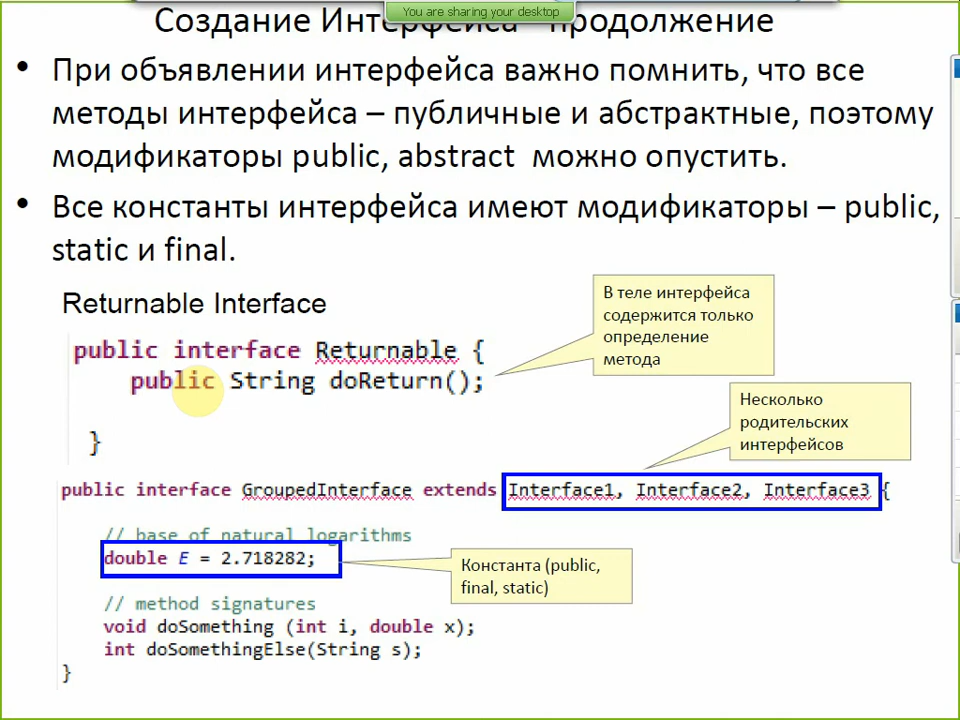 You are sharing your desktop
Создание Интерфейса продолжение
• При объявлении интерфейса важно помнить, что все
методы интерфейса – публичные и абстрактные, поэтому
модификаторы public, abstract можно опустить.
• Все константы интерфейса имеют модификаторы – public,
static и final.
Returnable Interface
public interface Returnable {
public String doReturn();
}
В теле интерфейса
содержится только
определение
метода
Несколько
родительских
интерфейсов
public interface GroupedInterface extends Interface1, Interface2, Interface3 {
// base of natural logarithms
double E = 2.718282;
Константа (public,
final, static)
// method signatures
void doSomething (int i, double x);
int doSomethingElse(String s);
}